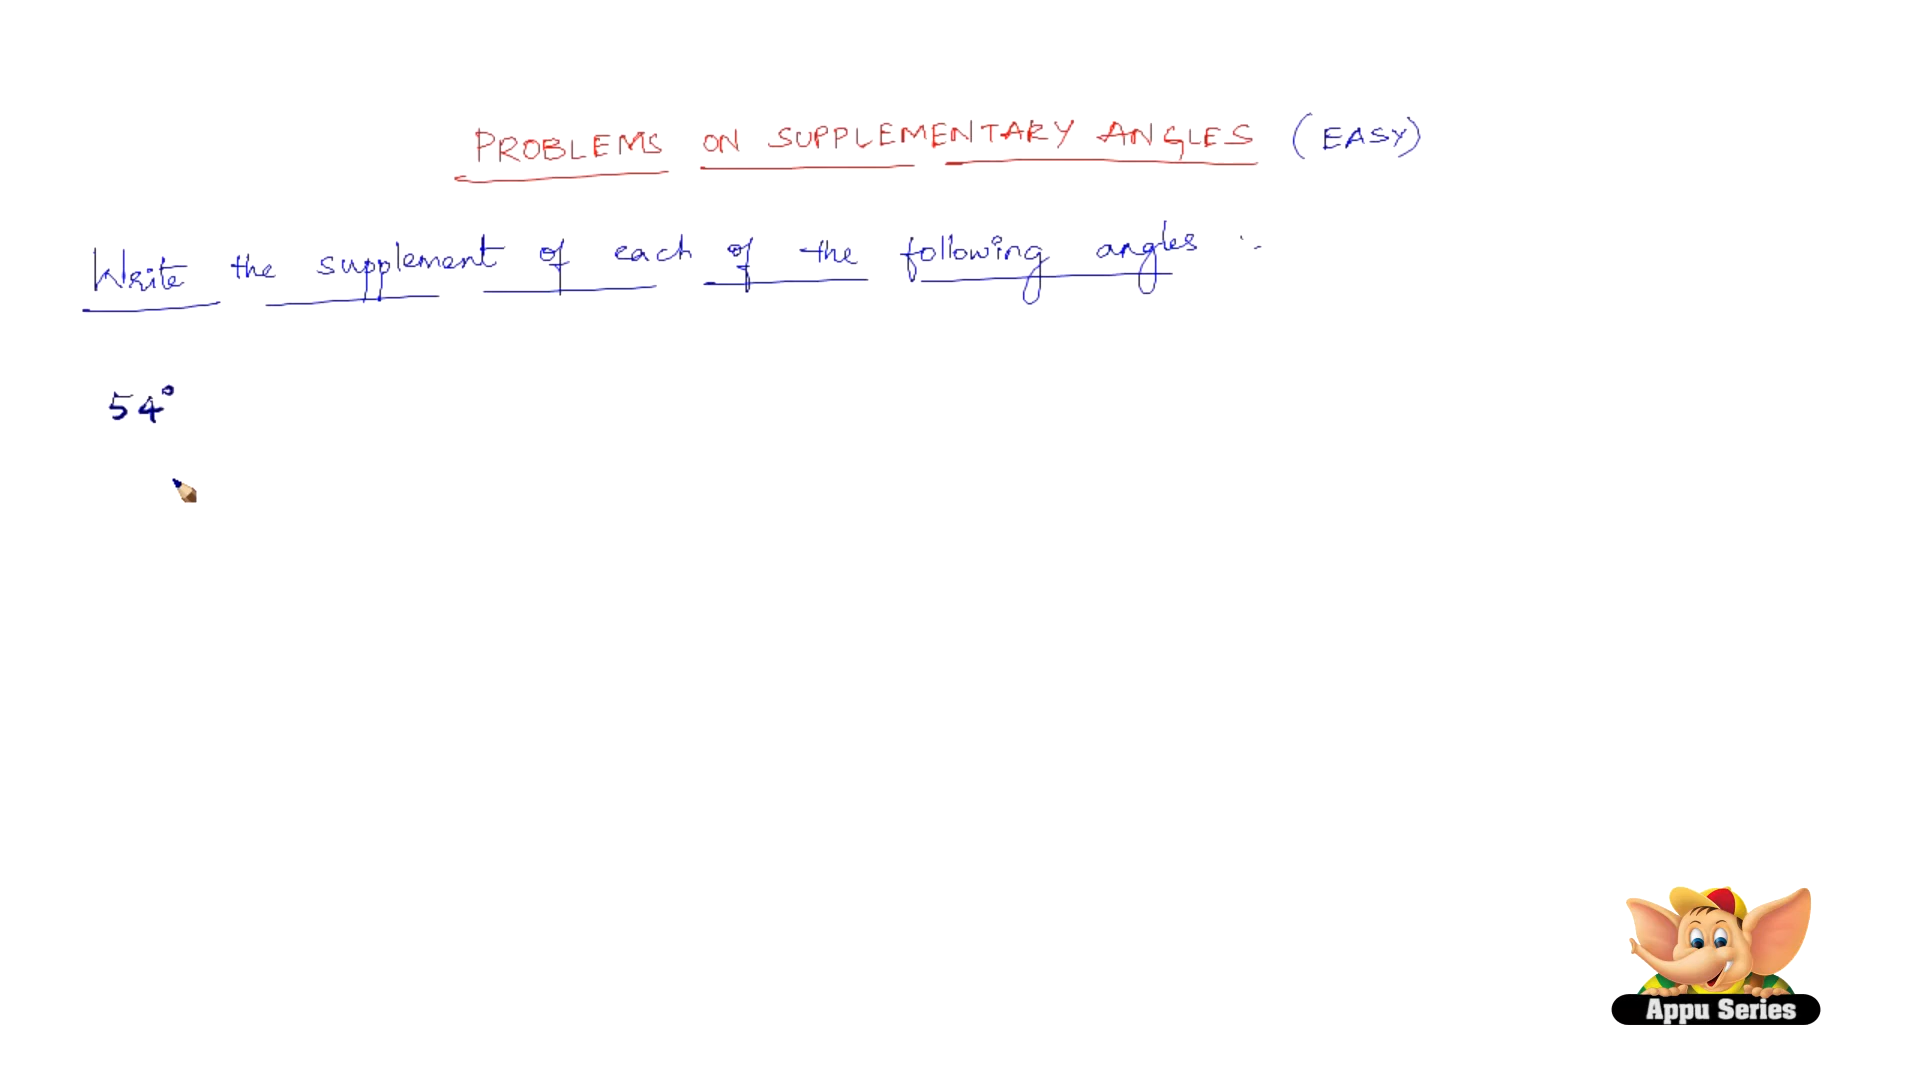 PROBLEMS ON SUPPLEMENTARY ANGLES (EASY)
Write the supplement of each of the following angles :-
54°
Appu Series